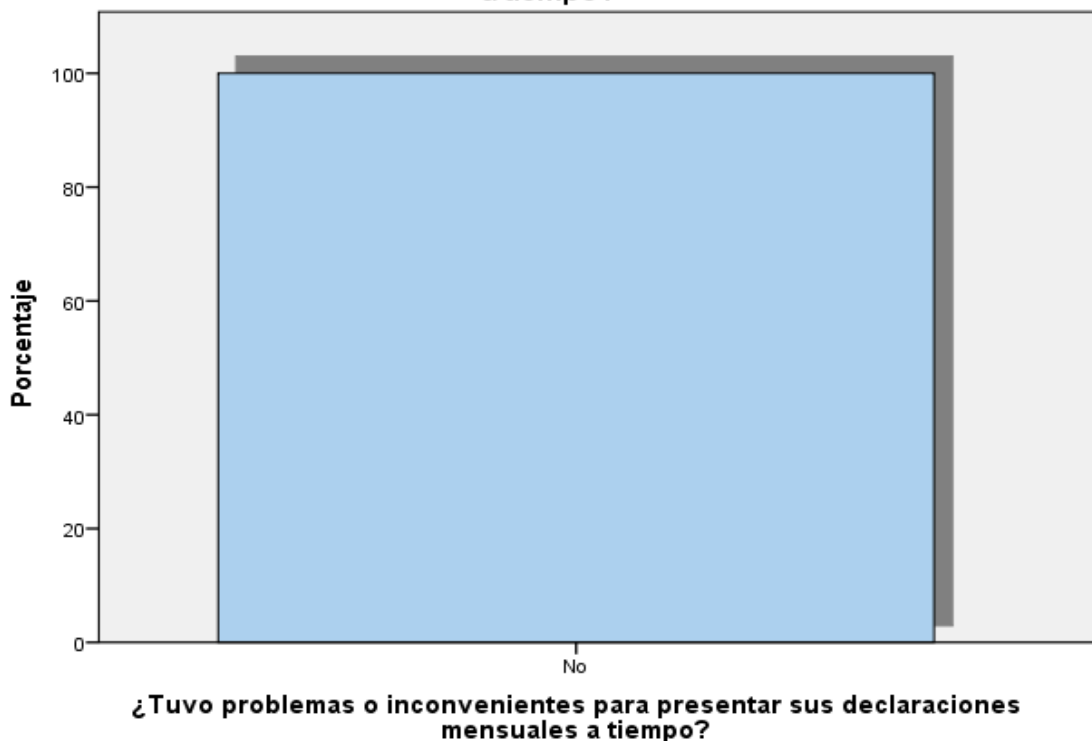 100
80
60
40
20
0
Porcentaje
No
¿Tuvo problemas o inconvenientes para presentar sus declaraciones
mensuales a tiempo?